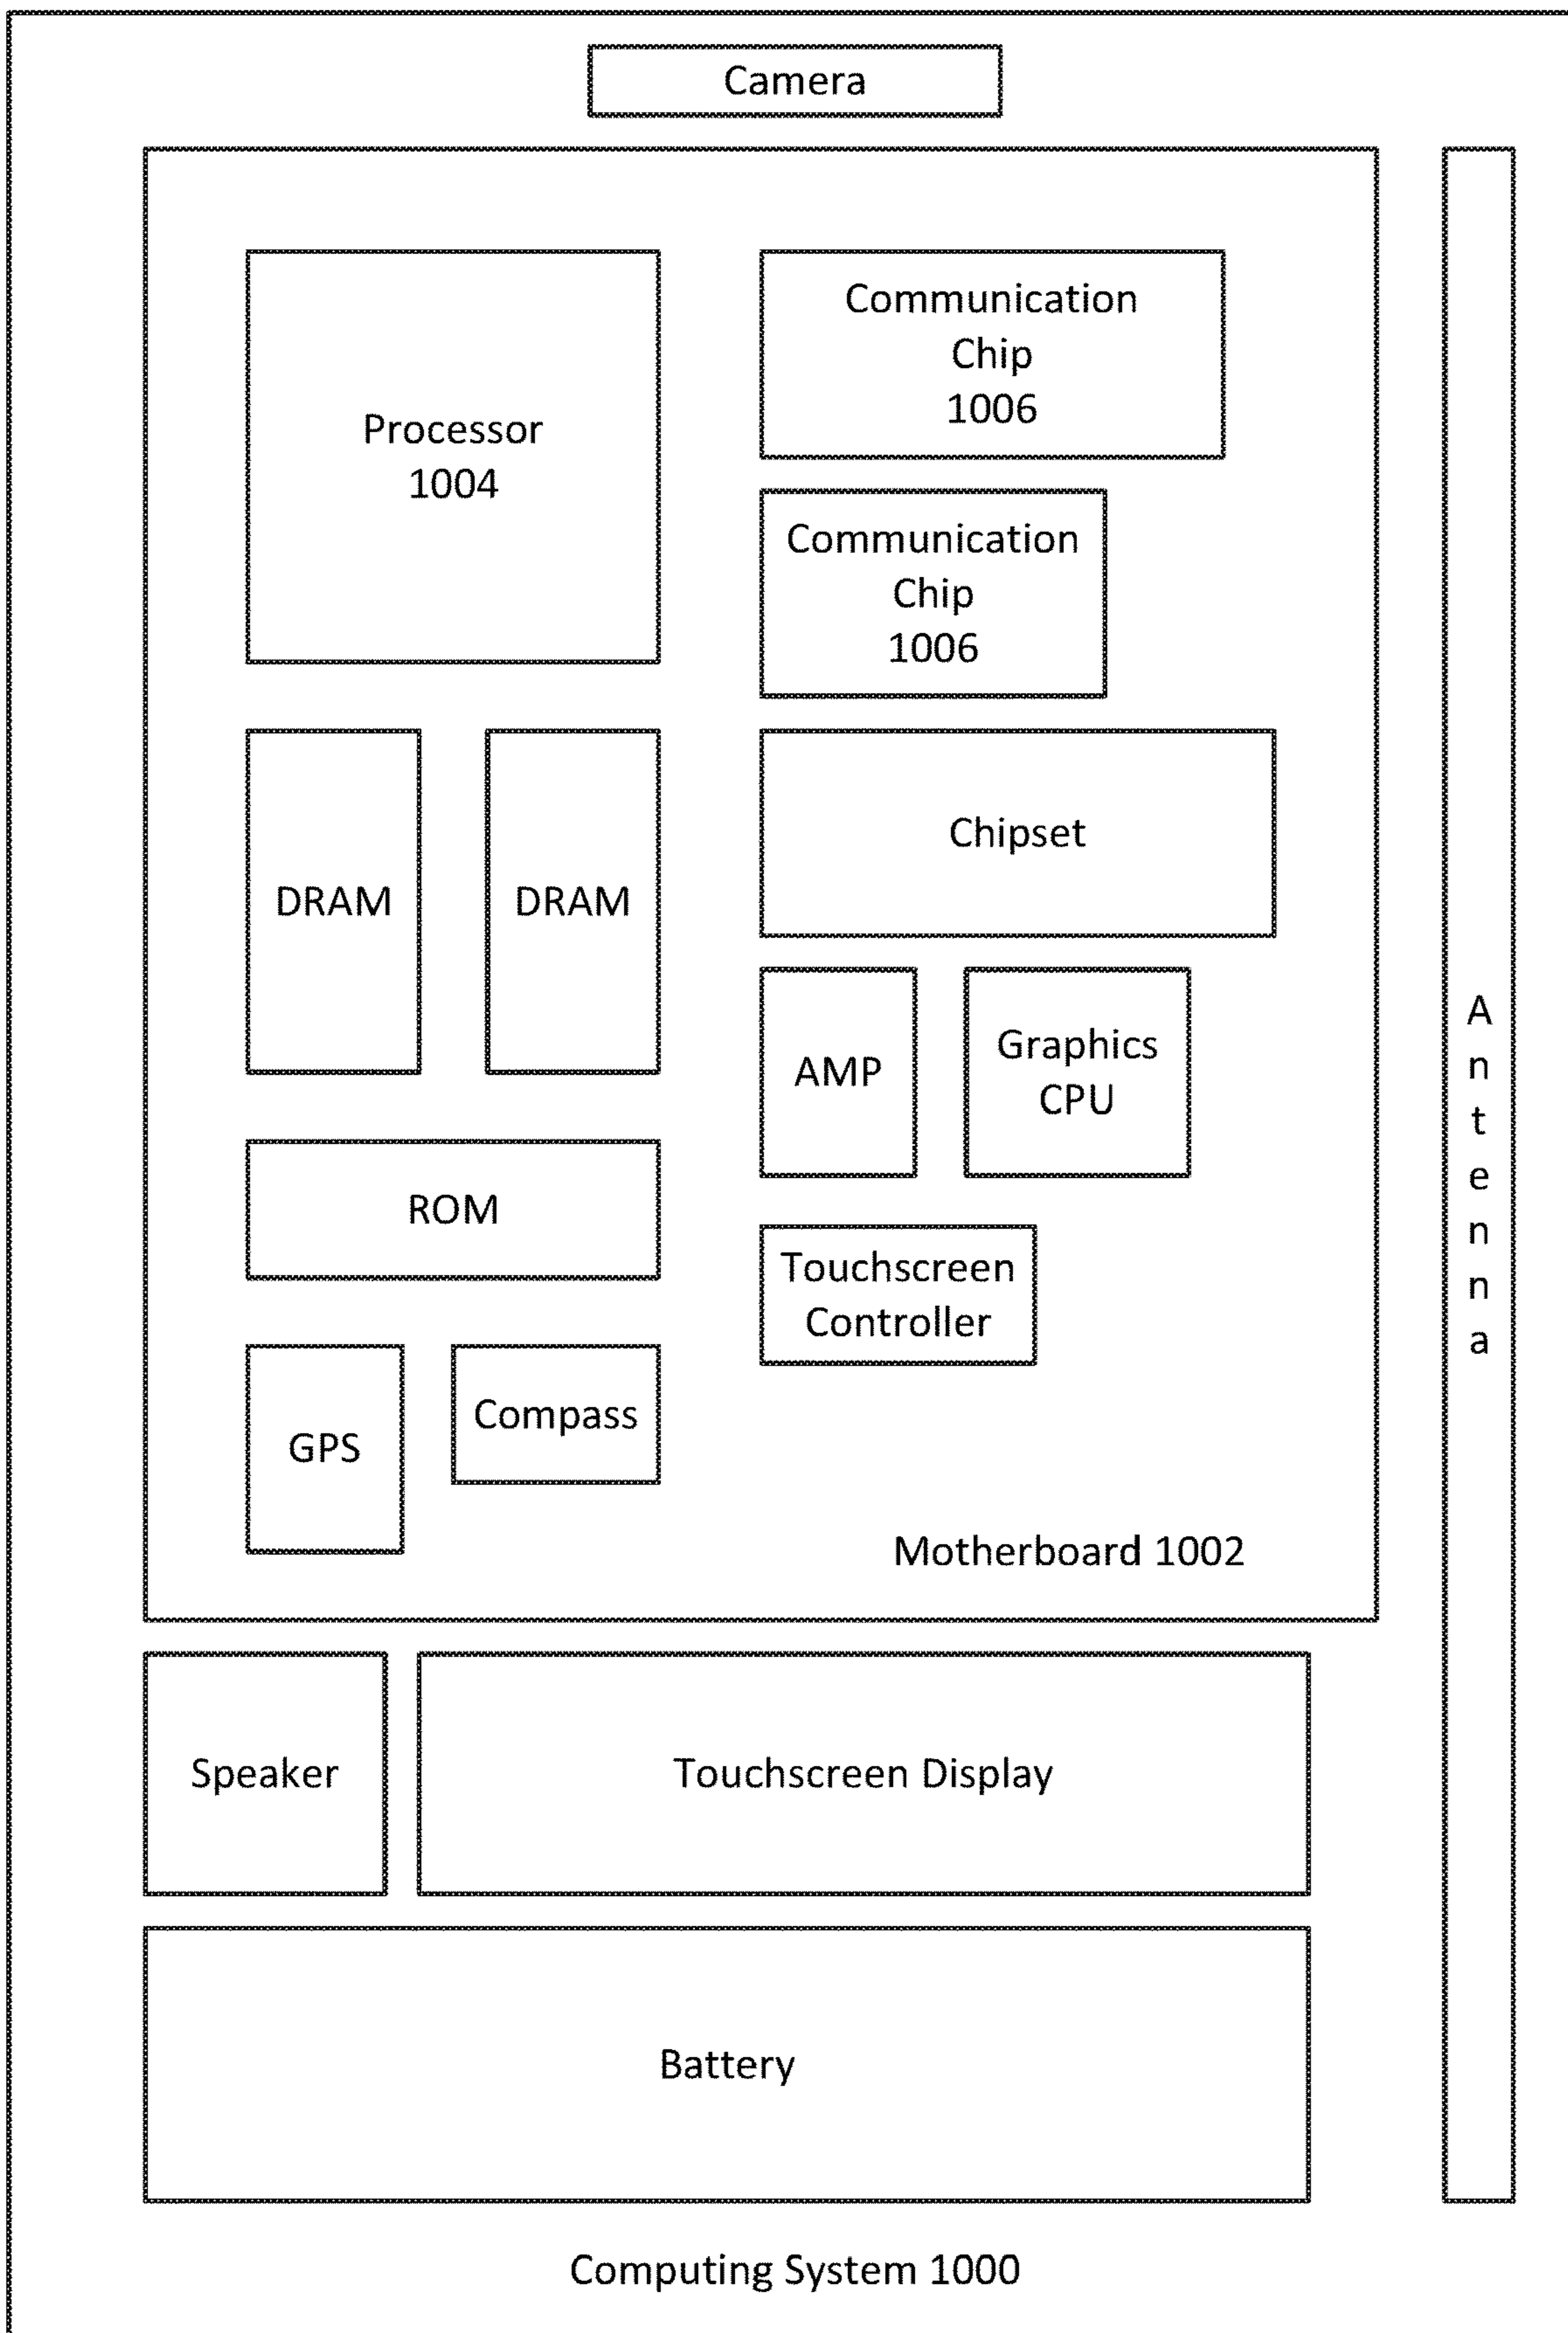 Camera
Processor
1004
Communication
Chip
1006
Communication
Chip
1006
DRAM
DRAM
Chipset
AMP
Graphics
CPU
ROM
Touchscreen
Controller
GPS
Compass
Motherboard 1002
Antenna
Speaker
Touchscreen Display
Battery
Computing System 1000